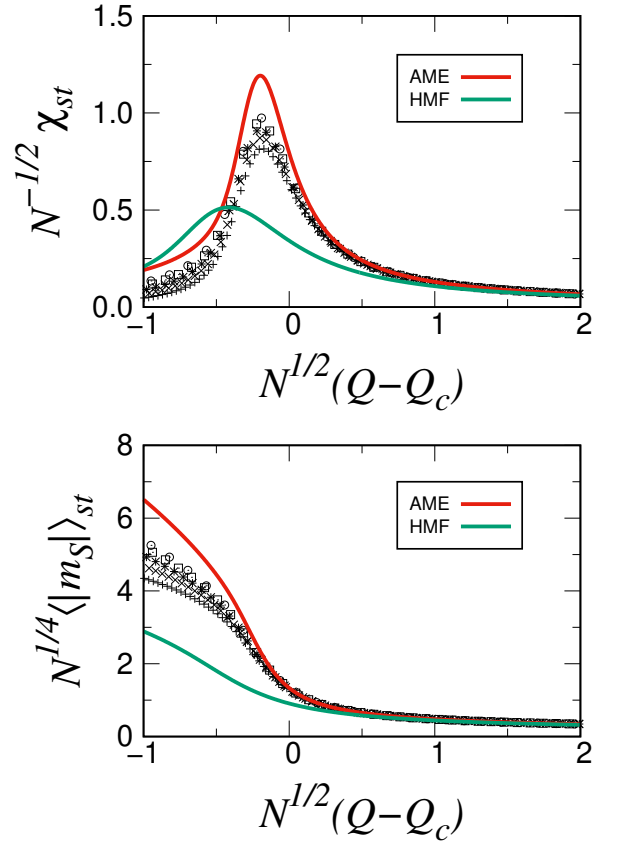 1.5
1.0
0.5
0.0
N^{-1/2} χ_{st}
AME
HMF
-1
0
1
2
N^{1/2}(Q−Q_c)
8
6
4
2
0
N^{1/4}⟨|m_S|⟩_{st}
AME
HMF
-1
0
1
2
N^{1/2}(Q−Q_c)